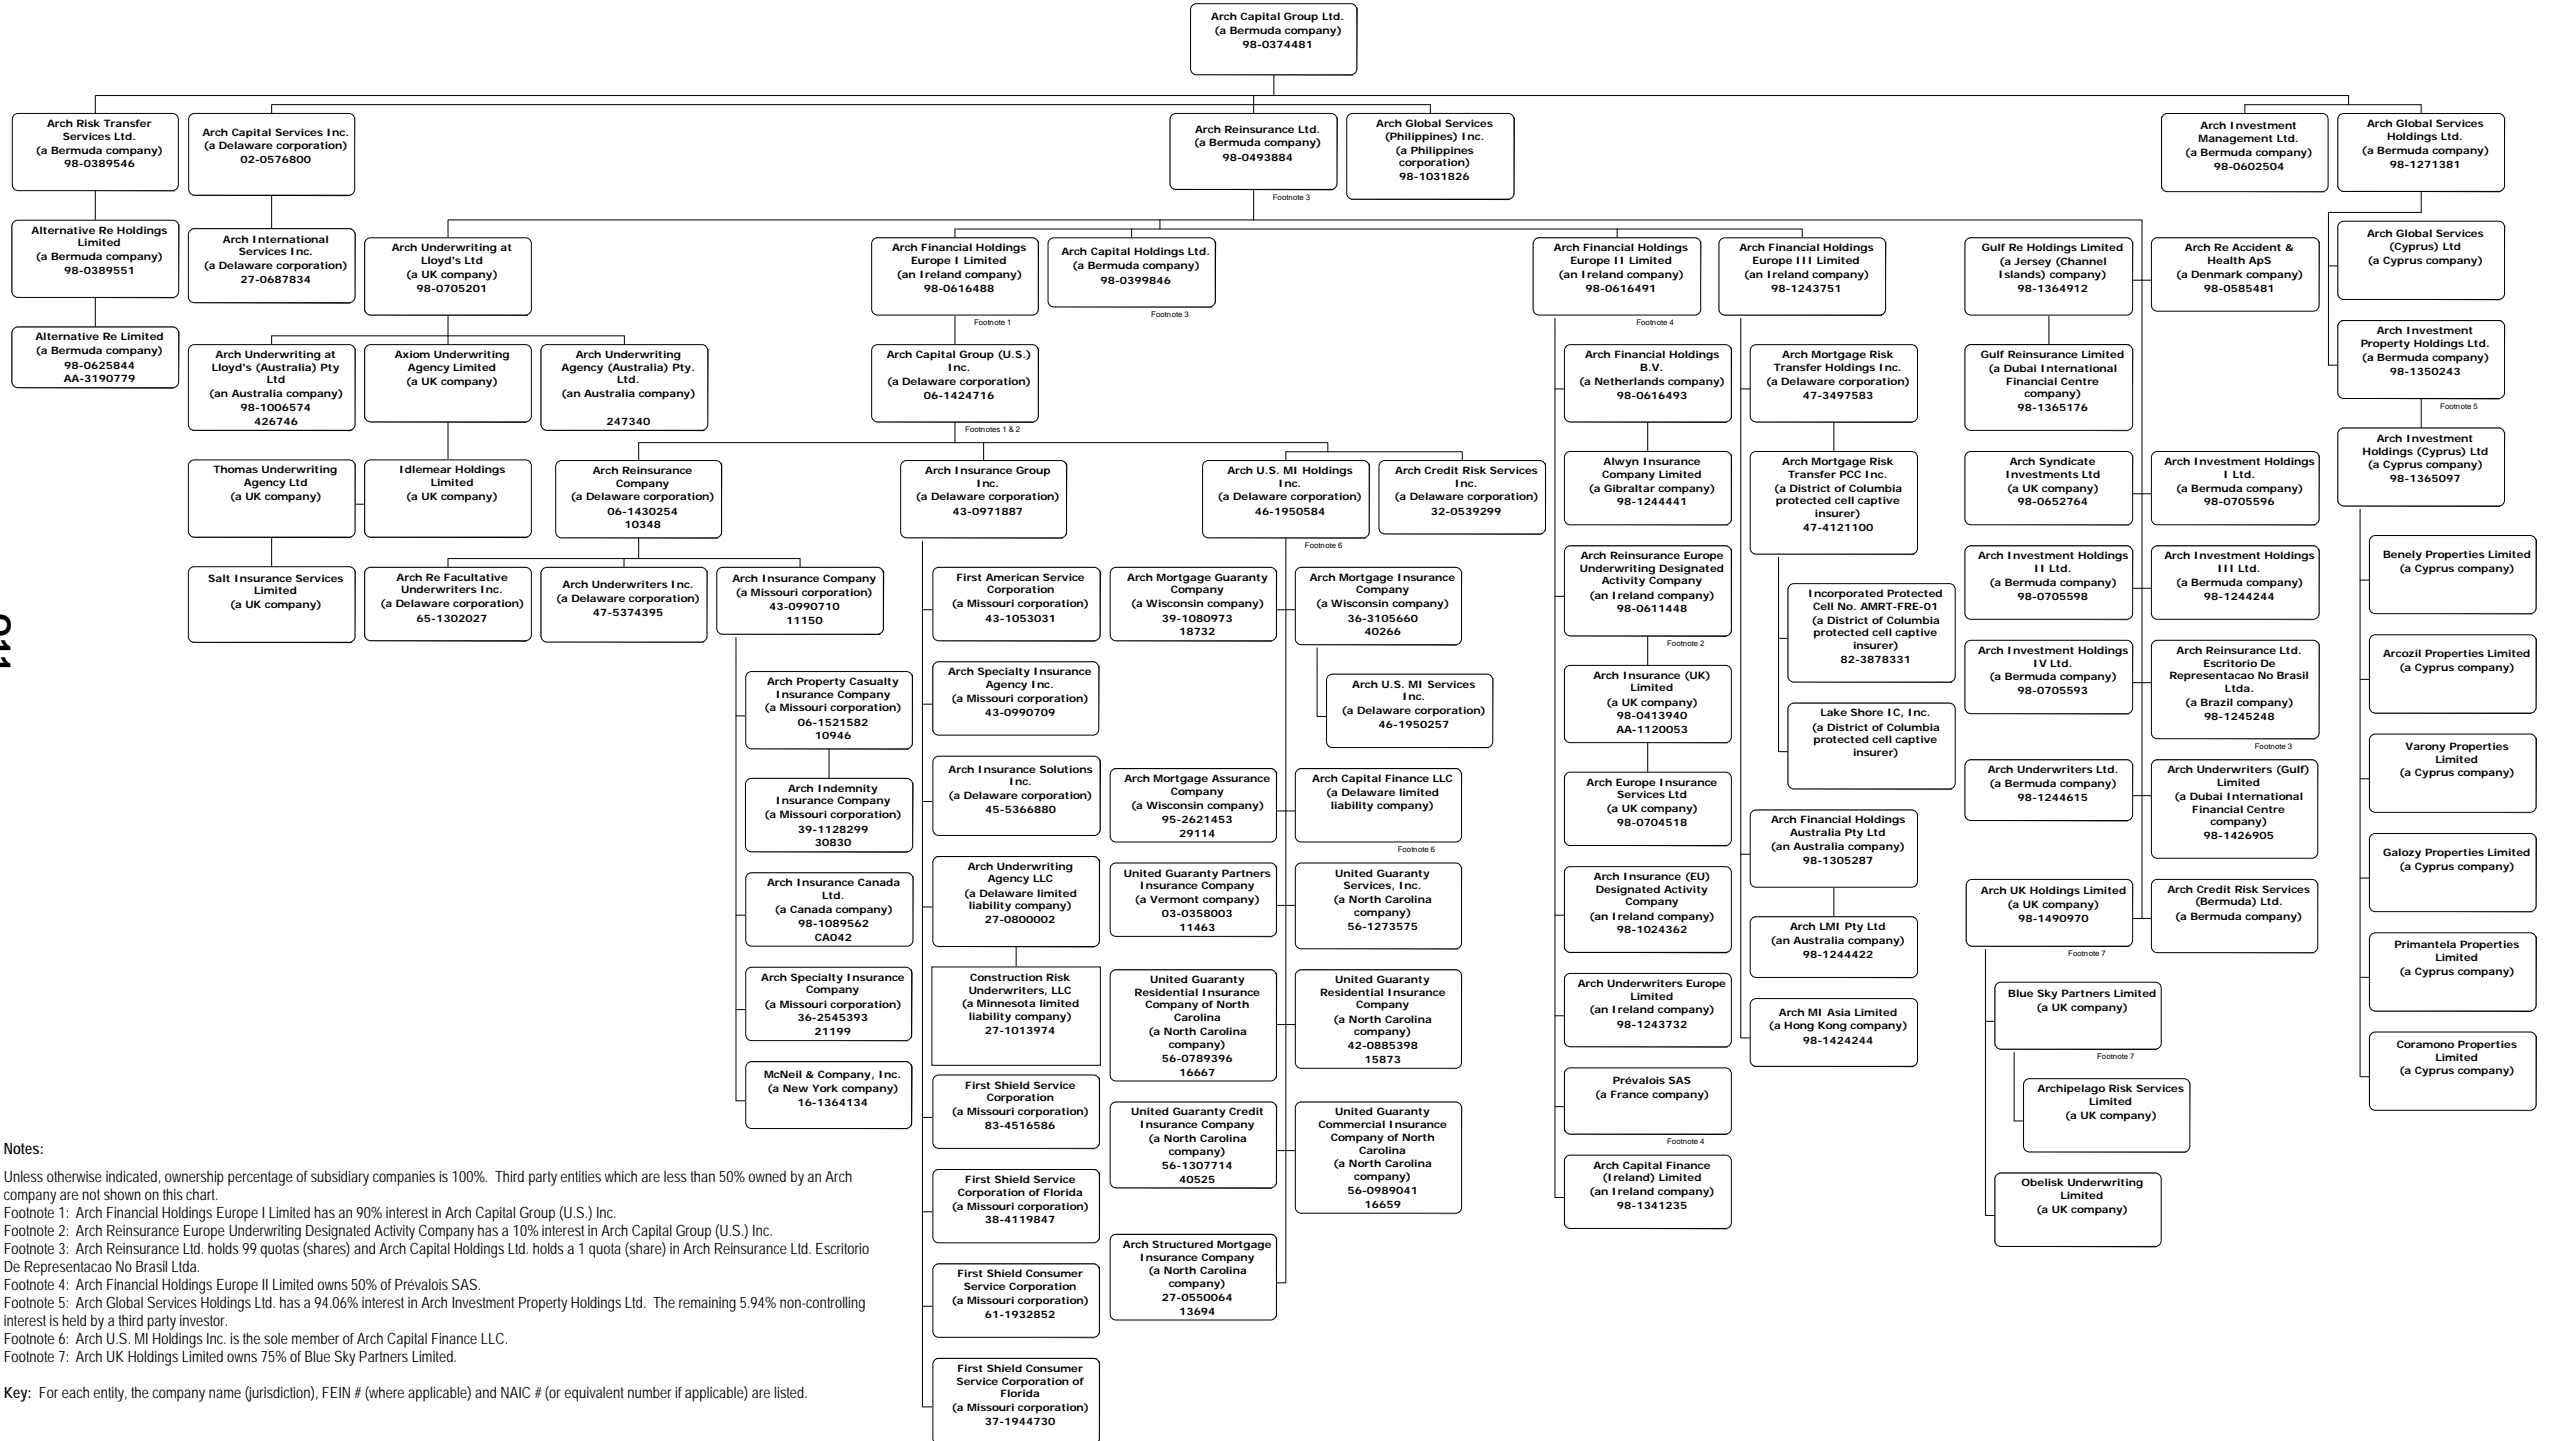 Arch Capital Group Ltd.
(a Bermuda company)
98-0374481
Arch Risk Transfer
Services Ltd.
(a Bermuda company)
98-0389546
Arch Capital Services Inc.
(a Delaware corporation)
02-0576800
Arch Reinsurance Ltd.
(a Bermuda company)
98-0493884
Footnote 3
Arch Global Services
(Philippines) Inc.
(a Philippines
corporation)
98-1031826
Arch Investment
Management Ltd.
(a Bermuda company)
98-0602504
Arch Global Services
Holdings Ltd.
(a Bermuda company)
98-1271381
Alternative Re Holdings
Limited
(a Bermuda company)
98-0389551
Arch International
Services Inc.
(a Delaware corporation)
27-0687834
Arch Underwriting at
Lloyd's Ltd
(a UK company)
98-0705201
Arch Financial Holdings
Europe I Limited
(an Ireland company)
98-0616488
Footnote 1
Arch Capital Holdings Ltd.
(a Bermuda company)
98-0399846
Footnote 3
Arch Financial Holdings
Europe II Limited
(an Ireland company)
98-0616491
Footnote 4
Arch Financial Holdings
Europe III Limited
(an Ireland company)
98-1243751
Gulf Re Holdings Limited
(a Jersey (Channel
Islands) company)
98-1364912
Arch Re Accident &
Health ApS
(a Denmark company)
98-0585481
Arch Global Services
(Cyprus) Ltd
(a Cyprus company)
Alternative Re Limited
(a Bermuda company)
98-0625844
AA-3190779
Arch Underwriting at
Lloyd's (Australia) Pty
Ltd
(an Australia company)
98-1006574
426746
Axiom Underwriting
Agency Limited
(a UK company)
Arch Underwriting
Agency (Australia) Pty.
Ltd.
(an Australia company)
247340
Arch Capital Group (U.S.)
Inc.
(a Delaware corporation)
06-1424716
Footnotes 1 & 2
Arch Financial Holdings
B.V.
(a Netherlands company)
98-0616493
Arch Mortgage Risk
Transfer Holdings Inc.
(a Delaware corporation)
47-3497583
Gulf Reinsurance Limited
(a Dubai International
Financial Centre
company)
98-1365176
Arch Investment
Property Holdings Ltd.
(a Bermuda company)
98-1350243
Footnote 5
Thomas Underwriting
Agency Ltd
(a UK company)
Idlemear Holdings
Limited
(a UK company)
Arch Reinsurance
Company
(a Delaware corporation)
06-1430254
10348
Arch Insurance Group
Inc.
(a Delaware corporation)
43-0971887
Arch U.S. MI Holdings
Inc.
(a Delaware corporation)
46-1950584
Footnote 6
Arch Credit Risk Services
Inc.
(a Delaware corporation)
32-0539299
Alwyn Insurance
Company Limited
(a Gibraltar company)
98-1244441
Arch Mortgage Risk
Transfer PCC Inc.
(a District of Columbia
protected cell captive
insurer)
47-4121100
Arch Syndicate
Investments Ltd
(a UK company)
98-0652764
Arch Investment Holdings
I Ltd.
(a Bermuda company)
98-0705596
Arch Investment
Holdings (Cyprus) Ltd
(a Cyprus company)
98-1365097
Salt Insurance Services
Limited
(a UK company)
Arch Re Facultative
Underwriters Inc.
(a Delaware corporation)
65-1302027
Arch Underwriters Inc.
(a Delaware corporation)
47-5374395
Arch Insurance Company
(a Missouri corporation)
43-0990710
11150
First American Service
Corporation
(a Missouri corporation)
43-1053031
Arch Mortgage Guaranty
Company
(a Wisconsin company)
39-1080973
18732
Arch Mortgage Insurance
Company
(a Wisconsin company)
36-3105660
40266
Arch Reinsurance Europe
Underwriting Designated
Activity Company
(an Ireland company)
98-0611448
Footnote 2
Incorporated Protected
Cell No. AMRT-FRE-01
(a District of Columbia
protected cell captive
insurer)
82-3878331
Arch Investment Holdings
II Ltd.
(a Bermuda company)
98-0705598
Arch Investment Holdings
III Ltd.
(a Bermuda company)
98-1244244
Benely Properties Limited
(a Cyprus company)
Arch Property Casualty
Insurance Company
(a Missouri corporation)
06-1521582
10946
Arch Specialty Insurance
Agency Inc.
(a Missouri corporation)
43-0990709
Arch U.S. MI Services
Inc.
(a Delaware corporation)
46-1950257
Arch Insurance (UK)
Limited
(a UK company)
98-0413940
AA-1120053
Lake Shore IC, Inc.
(a District of Columbia
protected cell captive
insurer)
Arch Investment Holdings
IV Ltd.
(a Bermuda company)
98-0705593
Arch Reinsurance Ltd.
Escritorio De
Representacao No Brasil
Ltda.
(a Brazil company)
98-1245248
Footnote 3
Arcozil Properties Limited
(a Cyprus company)
Arch Indemnity
Insurance Company
(a Missouri corporation)
39-1128299
30830
Arch Insurance Solutions
Inc.
(a Delaware corporation)
45-5366880
Arch Mortgage Assurance
Company
(a Wisconsin company)
95-2621453
29114
Arch Capital Finance LLC
(a Delaware limited
liability company)
Footnote 6
Arch Europe Insurance
Services Ltd
(a UK company)
98-0704518
Arch Financial Holdings
Australia Pty Ltd
(an Australia company)
98-1305287
Arch Underwriters Ltd.
(a Bermuda company)
98-1244615
Arch Underwriters (Gulf)
Limited
(a Dubai International
Financial Centre
company)
98-1426905
Varony Properties
Limited
(a Cyprus company)
Arch Insurance Canada
Ltd.
(a Canada company)
98-1089562
CA042
Arch Underwriting
Agency LLC
(a Delaware limited
liability company)
27-0800002
United Guaranty Partners
Insurance Company
(a Vermont company)
03-0358003
11463
United Guaranty
Services, Inc.
(a North Carolina
company)
56-1273575
Arch Insurance (EU)
Designated Activity
Company
(an Ireland company)
98-1024362
Arch LMI Pty Ltd
(an Australia company)
98-1244422
Arch UK Holdings Limited
(a UK company)
98-1490970
Footnote 7
Arch Credit Risk Services
(Bermuda) Ltd.
(a Bermuda company)
Galozy Properties Limited
(a Cyprus company)
Arch Specialty Insurance
Company
(a Missouri corporation)
36-2545393
21199
Construction Risk
Underwriters, LLC
(a Minnesota limited
liability company)
27-1013974
United Guaranty
Residential Insurance
Company of North
Carolina
(a North Carolina
company)
56-0789396
16667
United Guaranty
Residential Insurance
Company
(a North Carolina
company)
42-0885398
15873
Arch Underwriters Europe
Limited
(an Ireland company)
98-1243732
Arch MI Asia Limited
(a Hong Kong company)
98-1424244
Blue Sky Partners Limited
(a UK company)
Footnote 7
Primantela Properties
Limited
(a Cyprus company)
McNeil & Company, Inc.
(a New York company)
16-1364134
First Shield Service
Corporation
(a Missouri corporation)
83-4516586
United Guaranty Credit
Insurance Company
(a North Carolina
company)
56-1307714
40525
United Guaranty
Commercial Insurance
Company of North
Carolina
(a North Carolina
company)
56-0989041
16659
Prévalois SAS
(a France company)
Footnote 4
Archipelago Risk Services
Limited
(a UK company)
Coramono Properties
Limited
(a Cyprus company)
First Shield Service
Corporation of Florida
(a Missouri corporation)
38-4119847
Arch Structured Mortgage
Insurance Company
(a North Carolina
company)
27-0550064
13694
Arch Capital Finance
(Ireland) Limited
(an Ireland company)
98-1341235
Obelisk Underwriting
Limited
(a UK company)
First Shield Consumer
Service Corporation
(a Missouri corporation)
61-1932852
First Shield Consumer
Service Corporation of
Florida
(a Missouri corporation)
37-1944730
Notes:
Unless otherwise indicated, ownership percentage of subsidiary companies is 100%. Third party entities which are less than 50% owned by an Arch
company are not shown on this chart.
Footnote 1: Arch Financial Holdings Europe I Limited has an 90% interest in Arch Capital Group (U.S.) Inc.
Footnote 2: Arch Reinsurance Europe Underwriting Designated Activity Company has a 10% interest in Arch Capital Group (U.S.) Inc.
Footnote 3: Arch Reinsurance Ltd. holds 99 quotas (shares) and Arch Capital Holdings Ltd. holds a 1 quota (share) in Arch Reinsurance Ltd. Escritorio
De Representacao No Brasil Ltda.
Footnote 4: Arch Financial Holdings Europe II Limited owns 50% of Prévalois SAS.
Footnote 5: Arch Global Services Holdings Ltd. has a 94.06% interest in Arch Investment Property Holdings Ltd. The remaining 5.94% non-controlling
interest is held by a third party investor.
Footnote 6: Arch U.S. MI Holdings Inc. is the sole member of Arch Capital Finance LLC.
Footnote 7: Arch UK Holdings Limited owns 75% of Blue Sky Partners Limited.
Key: For each entity, the company name (jurisdiction), FEIN # (where applicable) and NAIC # (or equivalent number if applicable) are listed.